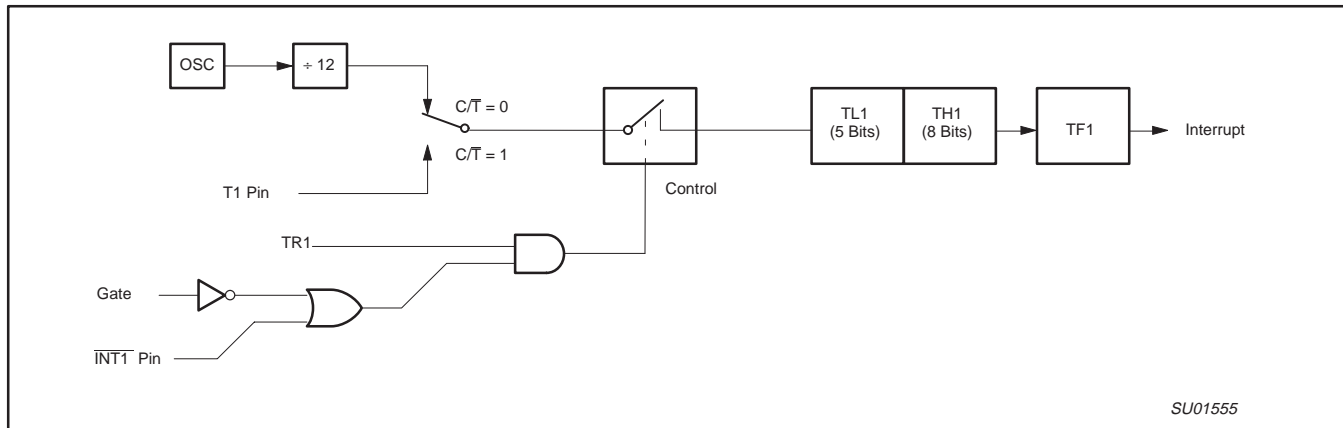 OSC
÷ 12
C/T̅ = 0
C/T̅ = 1
T1 Pin
Control
TL1
(5 Bits)
TH1
(8 Bits)
TF1
Interrupt
TR1
Gate
I̅N̅T̅1̅ Pin
SU01555